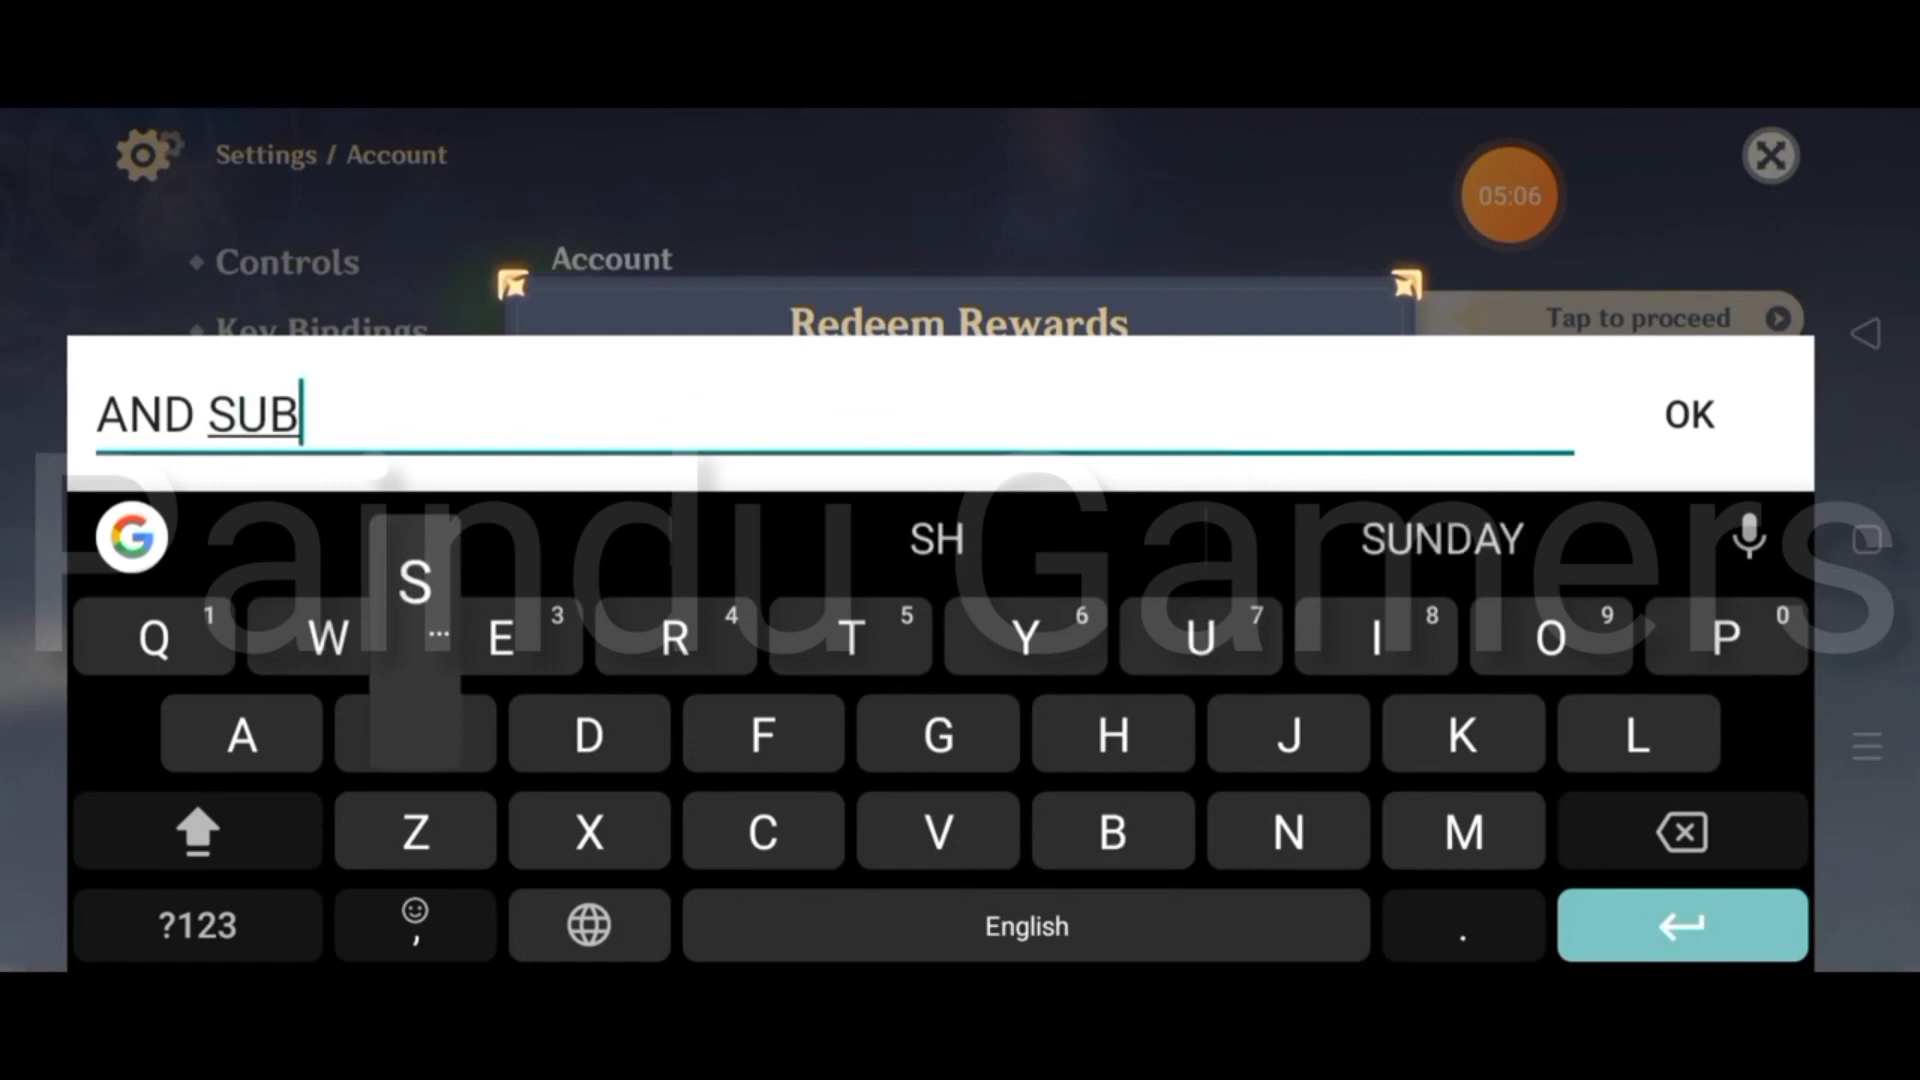 Settings / Account
05:06
Controls
Account
Key Bindings
Redeem Rewards
Tap to proceed
AND SUB
OK
Paindu Gamers
SH
SUNDAY
S
...
Q 1 W E 3 R 4 T 5 Y 6 U 7 I 8 O 9 P 0
A D F G H J K L
Z X C V B N M
?123 , English .